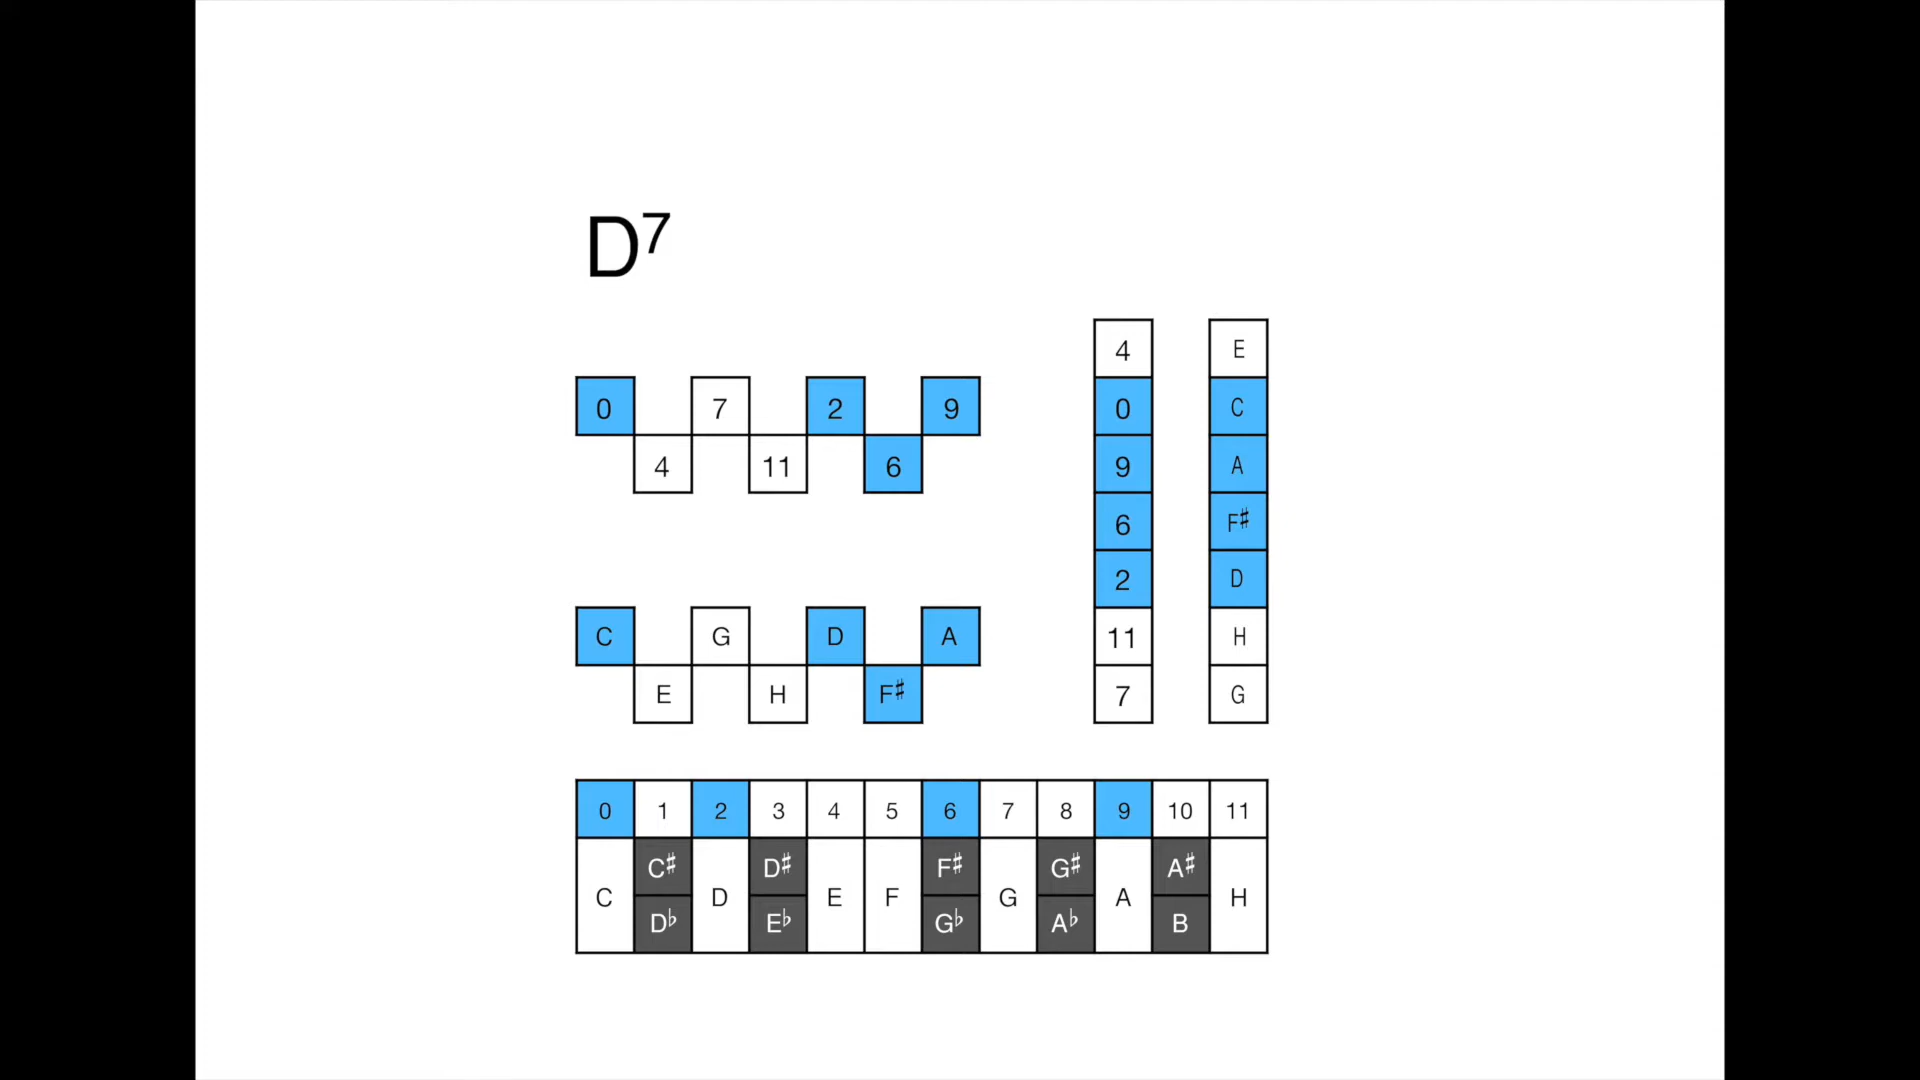 D⁷
4 E
0 7 2 9 0 C
4 11 6 9 A
6 F♯
2 D
C G D A 11 H
E H F♯ 7 G
0 1 2 3 4 5 6 7 8 9 10 11
C♯ D♯ F♯ G♯ A♯
C D E F G A H
D♭ E♭ G♭ A♭ B